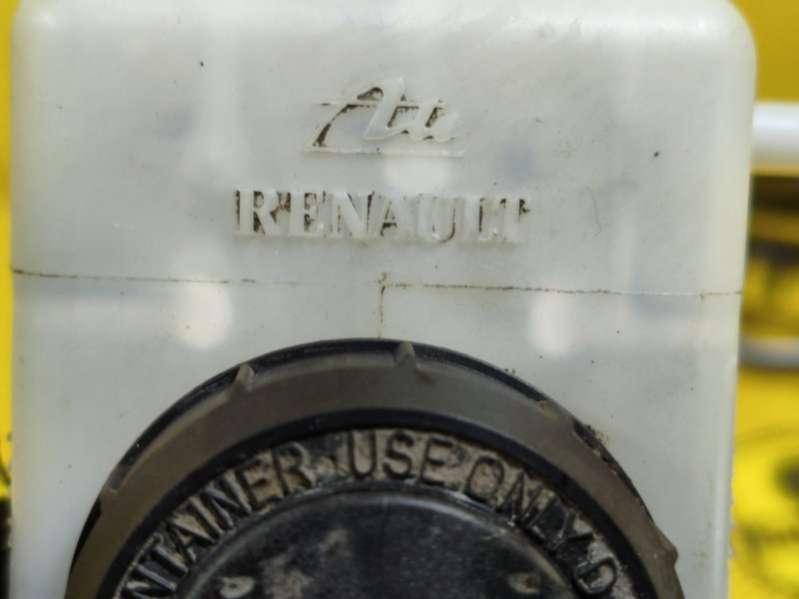 Ate
RENAULT
NTAINER · USE ONLY D